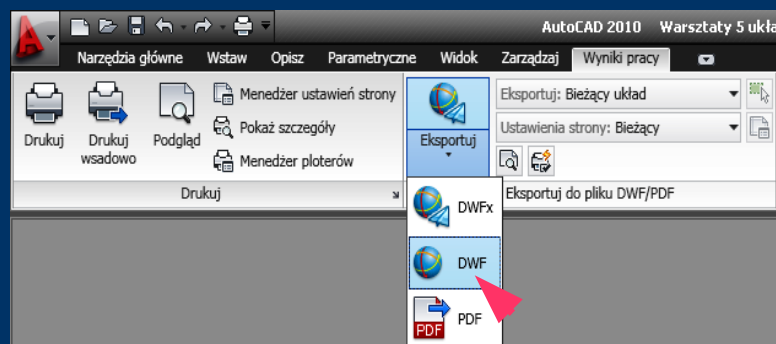 AutoCAD 2010 Warsztaty 5 ukła
Narzędzia główne Wstaw Opisz Parametryczne Widok Zarządzaj Wyniki pracy
Drukuj
Drukuj
wsadowo
Podgląd
Menedżer ustawień strony
Pokaż szczegóły
Menedżer ploterów
Drukuj
Eksportuj
Eksportuj: Bieżący układ
Ustawienia strony: Bieżący
Eksportuj do pliku DWF/PDF
DWFx
DWF
PDF
PDF